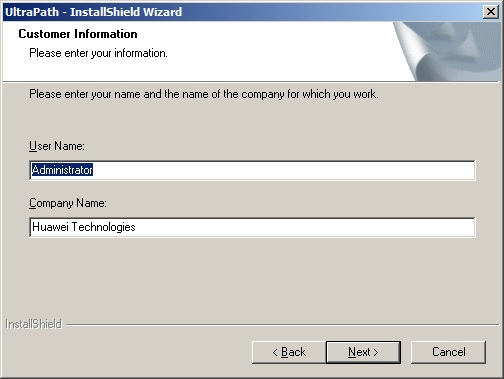 UltraPath - InstallShield Wizard
Customer Information
Please enter your information.
Please enter your name and the name of the company for which you work.
User Name:
Administrator
Company Name:
Huawei Technologies
InstallShield
< Back Next > Cancel